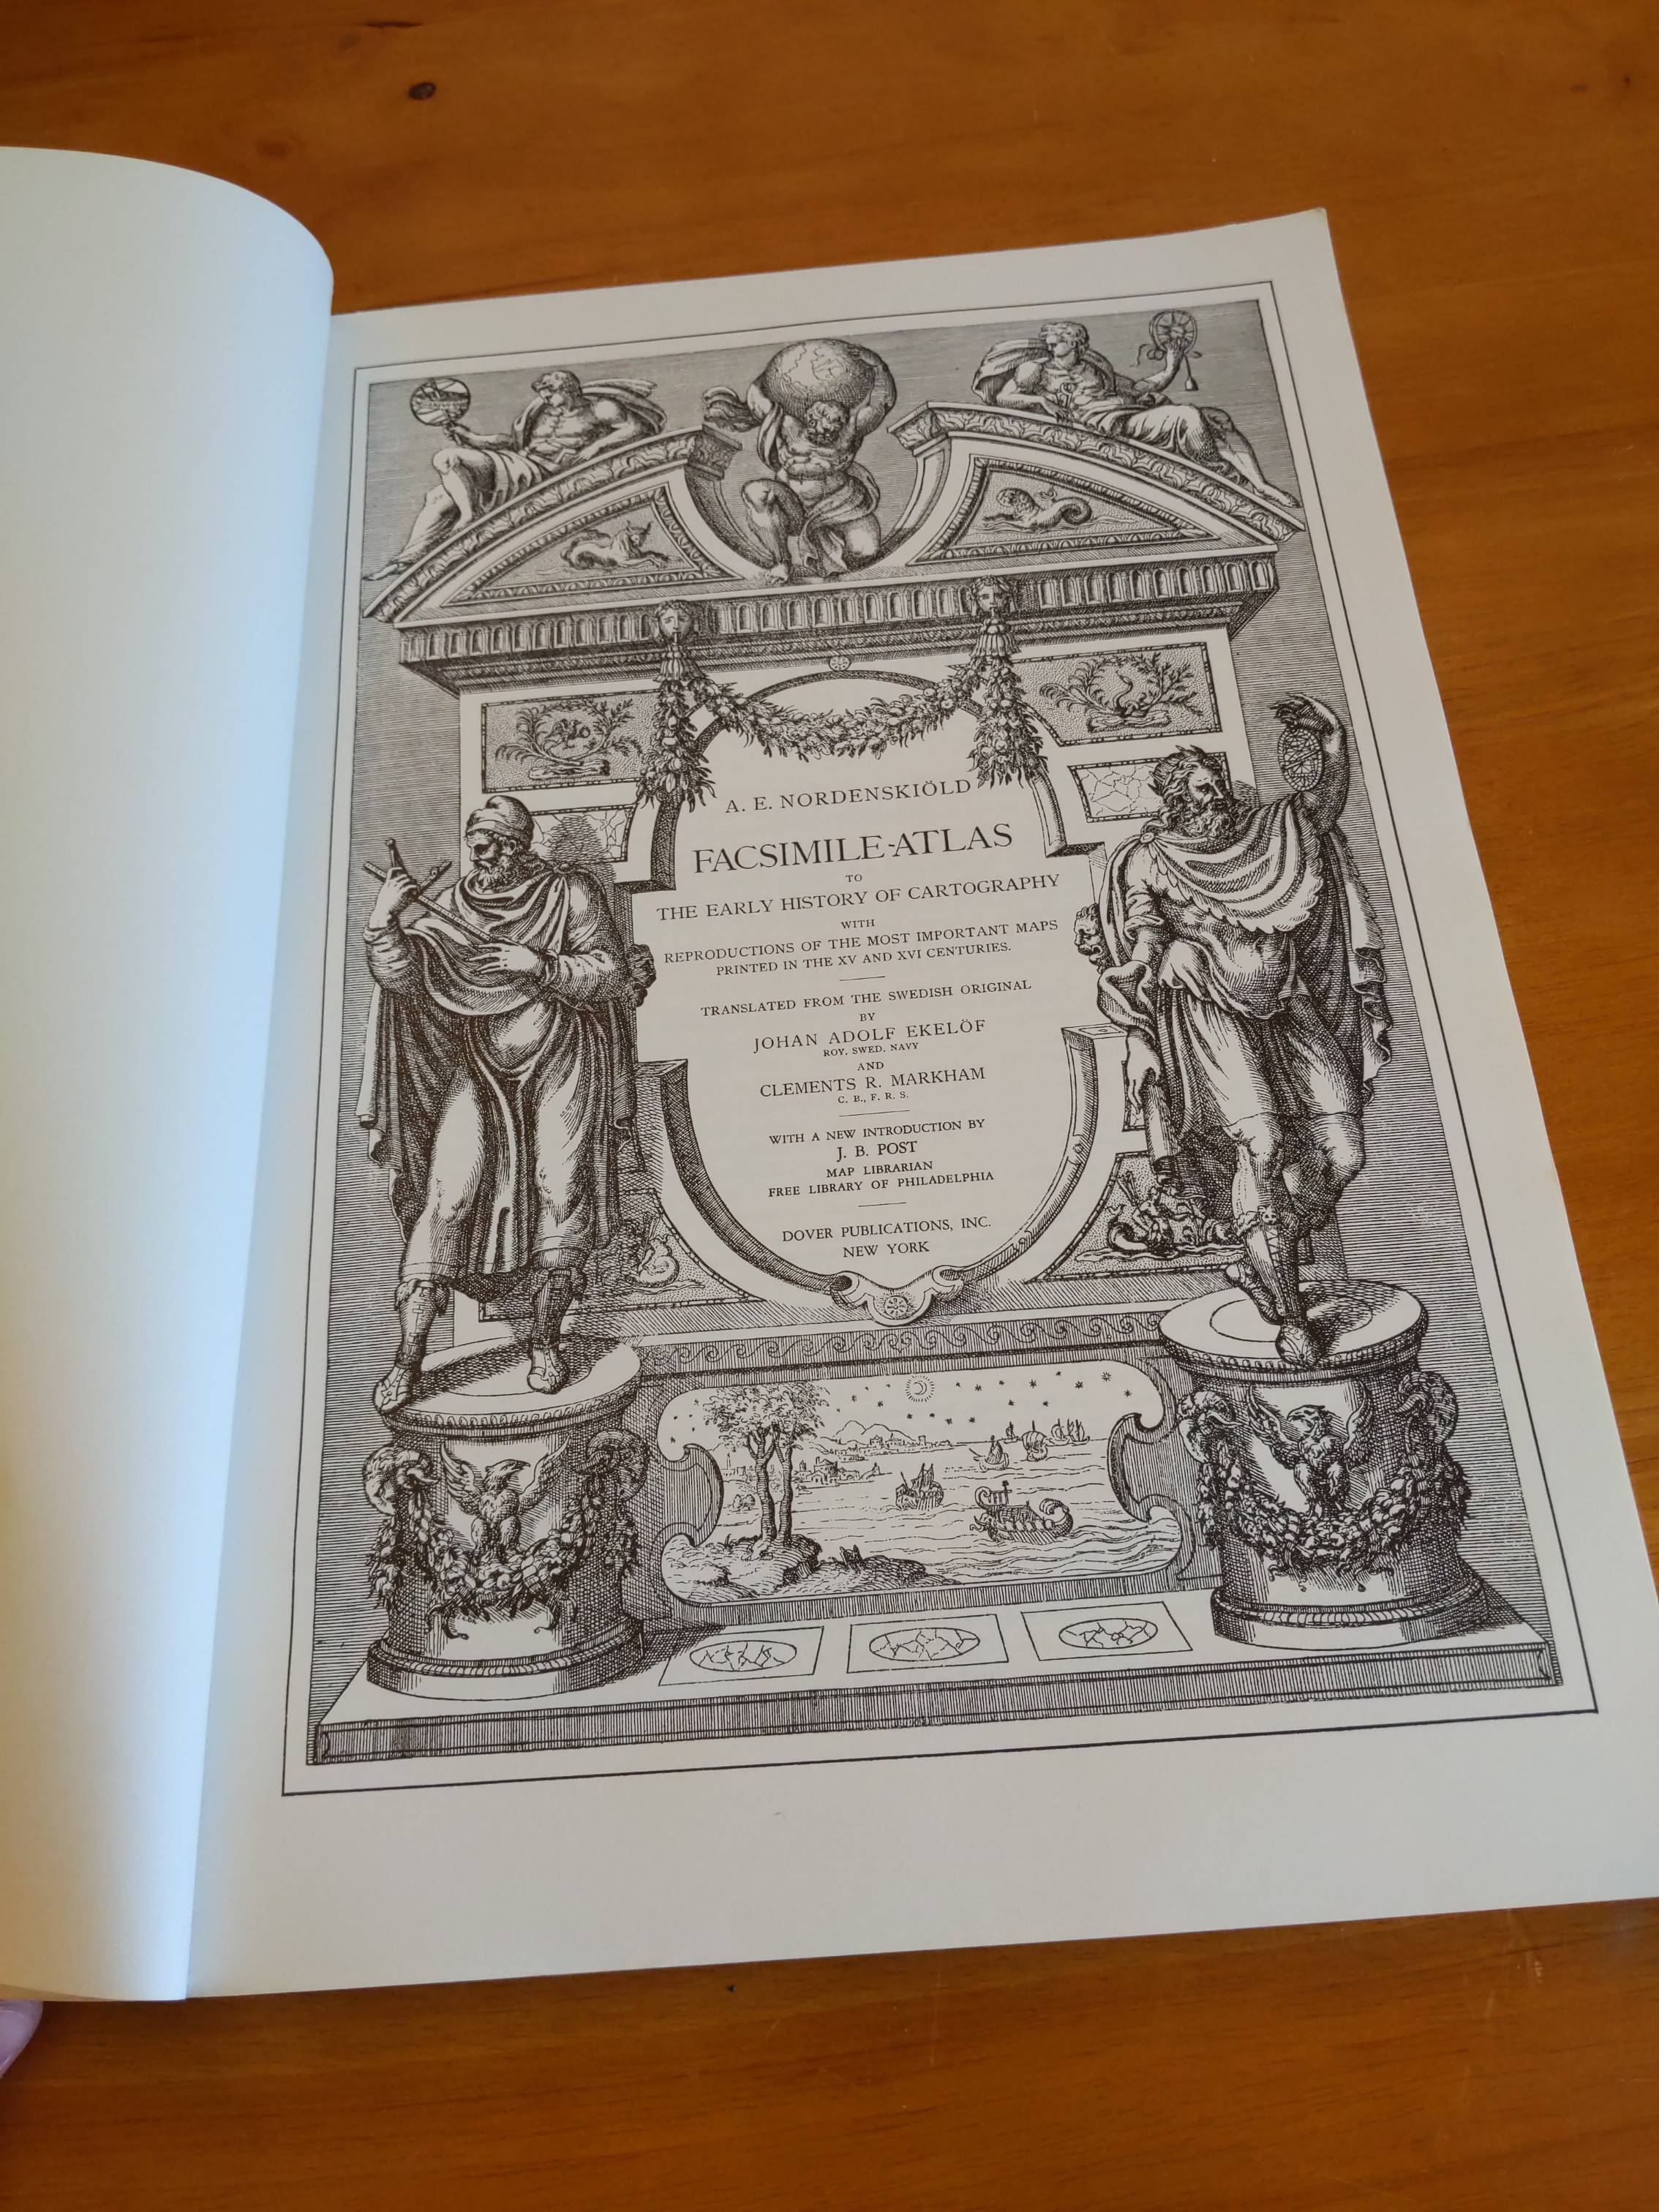 A. E. NORDENSKIÖLD
FACSIMILE-ATLAS
TO
THE EARLY HISTORY OF CARTOGRAPHY
WITH
REPRODUCTIONS OF THE MOST IMPORTANT MAPS
PRINTED IN THE XV AND XVI CENTURIES.
TRANSLATED FROM THE SWEDISH ORIGINAL
BY
JOHAN ADOLF EKELÖF
ROY. SWED. NAVY
AND
CLEMENTS R. MARKHAM
C. B., F. R. S.
WITH A NEW INTRODUCTION BY
J. B. POST
MAP LIBRARIAN
FREE LIBRARY OF PHILADELPHIA
DOVER PUBLICATIONS, INC.
NEW YORK